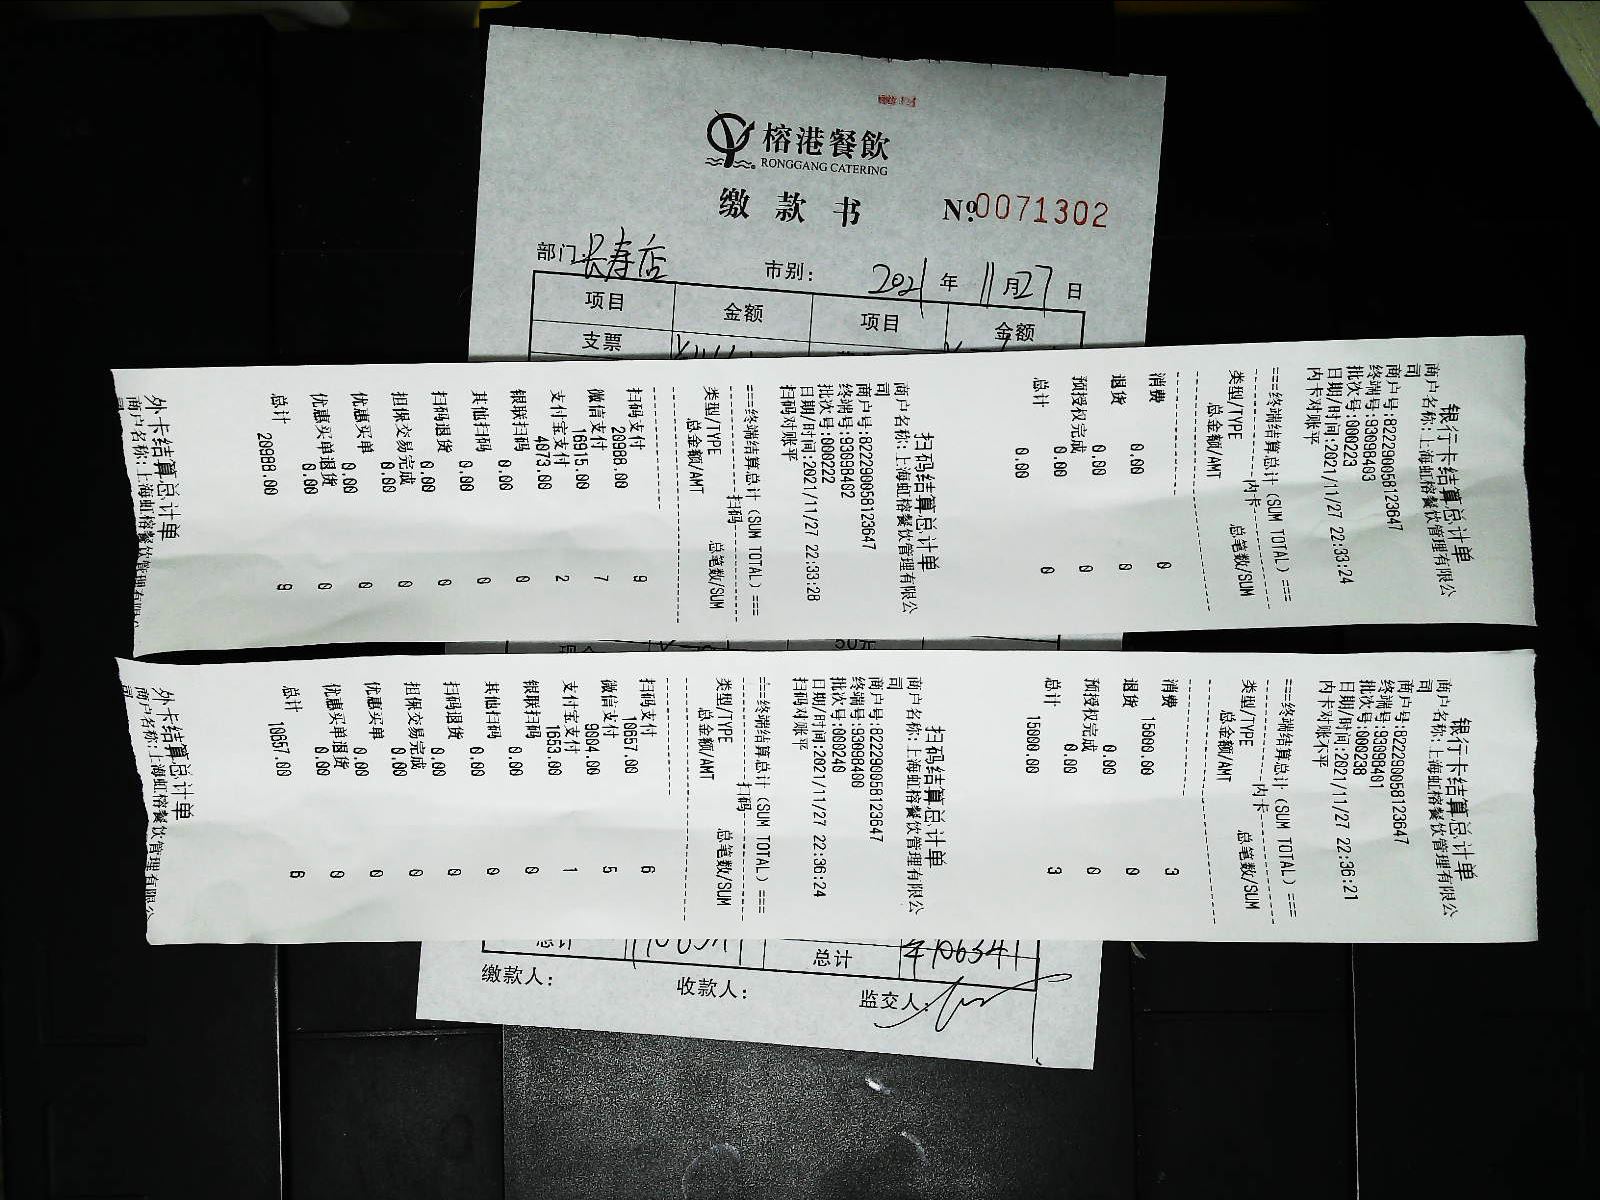 榕港餐飲
RONGGANG CATERING
缴款书
№0071302
部门:长寿店
市别:
2021年11月27日
项目 金额 项目 金额
支票
银行卡结算总计单
商户名称:上海虹榕餐饮管理有限公
司
商户号:822290058123647
终端号:93098403
批次号:000223
日期/时间:2021/11/27 22:33:24
内卡对账平
===终端结算总计(SUM TOTAL)===
内卡
类型/TYPE 总笔数/SUM
总金额/AMT
消费 0
0.00
退货 0
0.00
预授权完成 0
0.00
总计 0
0.00
扫码结算总计单
商户名称:上海虹榕餐饮管理有限公
司
商户号:822290058123647
终端号:93098402
批次号:000222
日期/时间:2021/11/27 22:33:28
扫码对账平
===终端结算总计(SUM TOTAL)===
扫码
类型/TYPE 总笔数/SUM
总金额/AMT
扫码支付 9
20988.00
微信支付 7
16915.00
支付宝支付 2
4073.00
银联扫码 0
0.00
其他扫码 0
0.00
扫码退货 0
0.00
担保交易完成 0
0.00
优惠买单 0
0.00
优惠买单退货 0
0.00
总计 9
20988.00
外卡结算总计单
商户名称:上海虹榕餐饮管理有限公
司
50元
银行卡结算总计单
商户名称:上海虹榕餐饮管理有限公
司
商户号:822290058123647
终端号:93098401
批次号:000238
日期/时间:2021/11/27 22:36:21
内卡对账不平
===终端结算总计(SUM TOTAL)===
内卡
类型/TYPE 总笔数/SUM
总金额/AMT
消费 3
15000.00
退货 0
0.00
预授权完成 0
0.00
总计 3
15000.00
扫码结算总计单
商户名称:上海虹榕餐饮管理有限公
司
商户号:822290058123647
终端号:93098400
批次号:000240
日期/时间:2021/11/27 22:36:24
扫码对账平
===终端结算总计(SUM TOTAL)===
扫码
类型/TYPE 总笔数/SUM
总金额/AMT
扫码支付 6
10657.00
微信支付 5
9004.00
支付宝支付 1
1653.00
银联扫码 0
0.00
其他扫码 0
0.00
扫码退货 0
0.00
担保交易完成 0
0.00
优惠买单 0
0.00
优惠买单退货 0
0.00
总计 6
10657.00
外卡结算总计单
商户名称:上海虹榕餐饮管理有限公
司
总计 总计
缴款人: 收款人: 监交人: